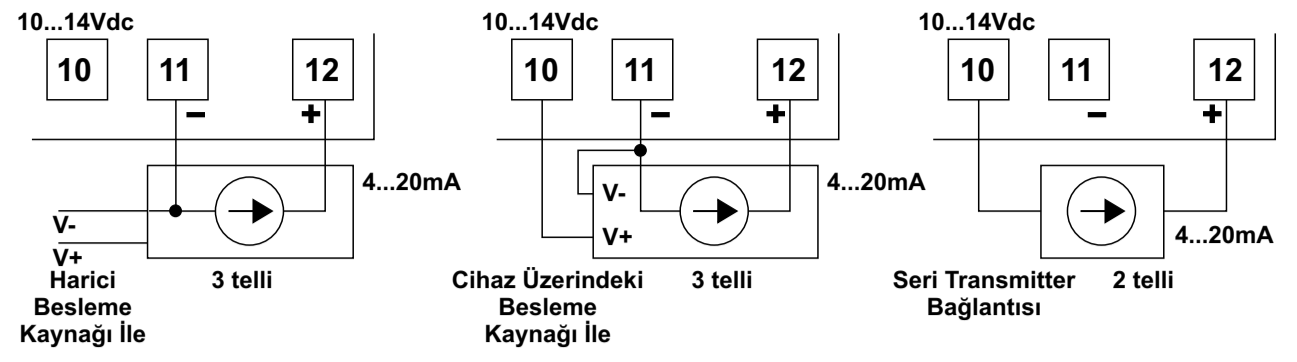 10...14Vdc
10 11 12
– +
4...20mA
V-
V+
Harici
Besleme
Kaynağı İle
3 telli
10...14Vdc
10 11 12
– +
4...20mA
V-
V+
Cihaz Üzerindeki
Besleme
Kaynağı İle
3 telli
10...14Vdc
10 11 12
– +
4...20mA
Seri Transmitter
Bağlantısı
2 telli